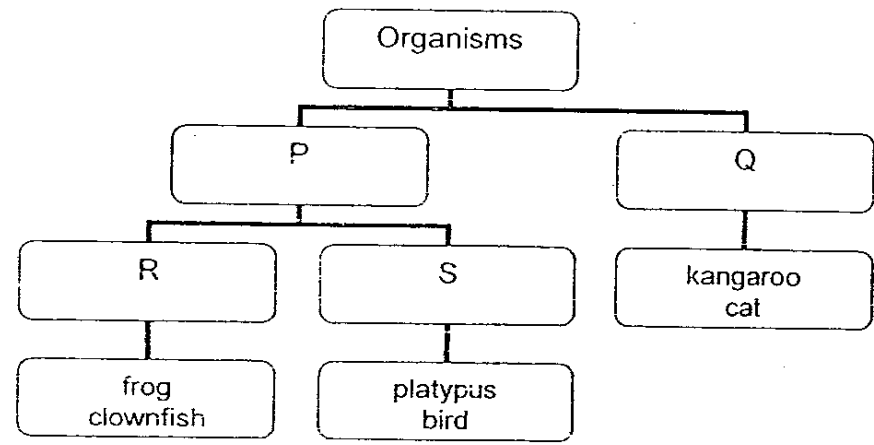 Organisms
P
Q
R
S
kangaroo
cat
frog
clownfish
platypus
bird